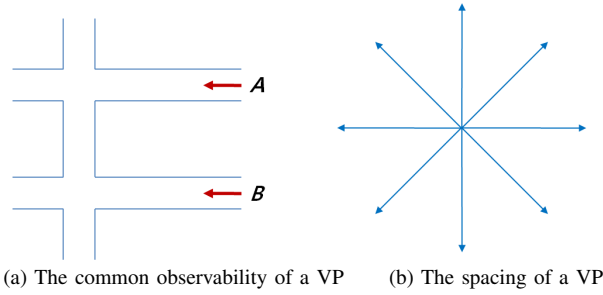 A
B
(a) The common observability of a VP
(b) The spacing of a VP